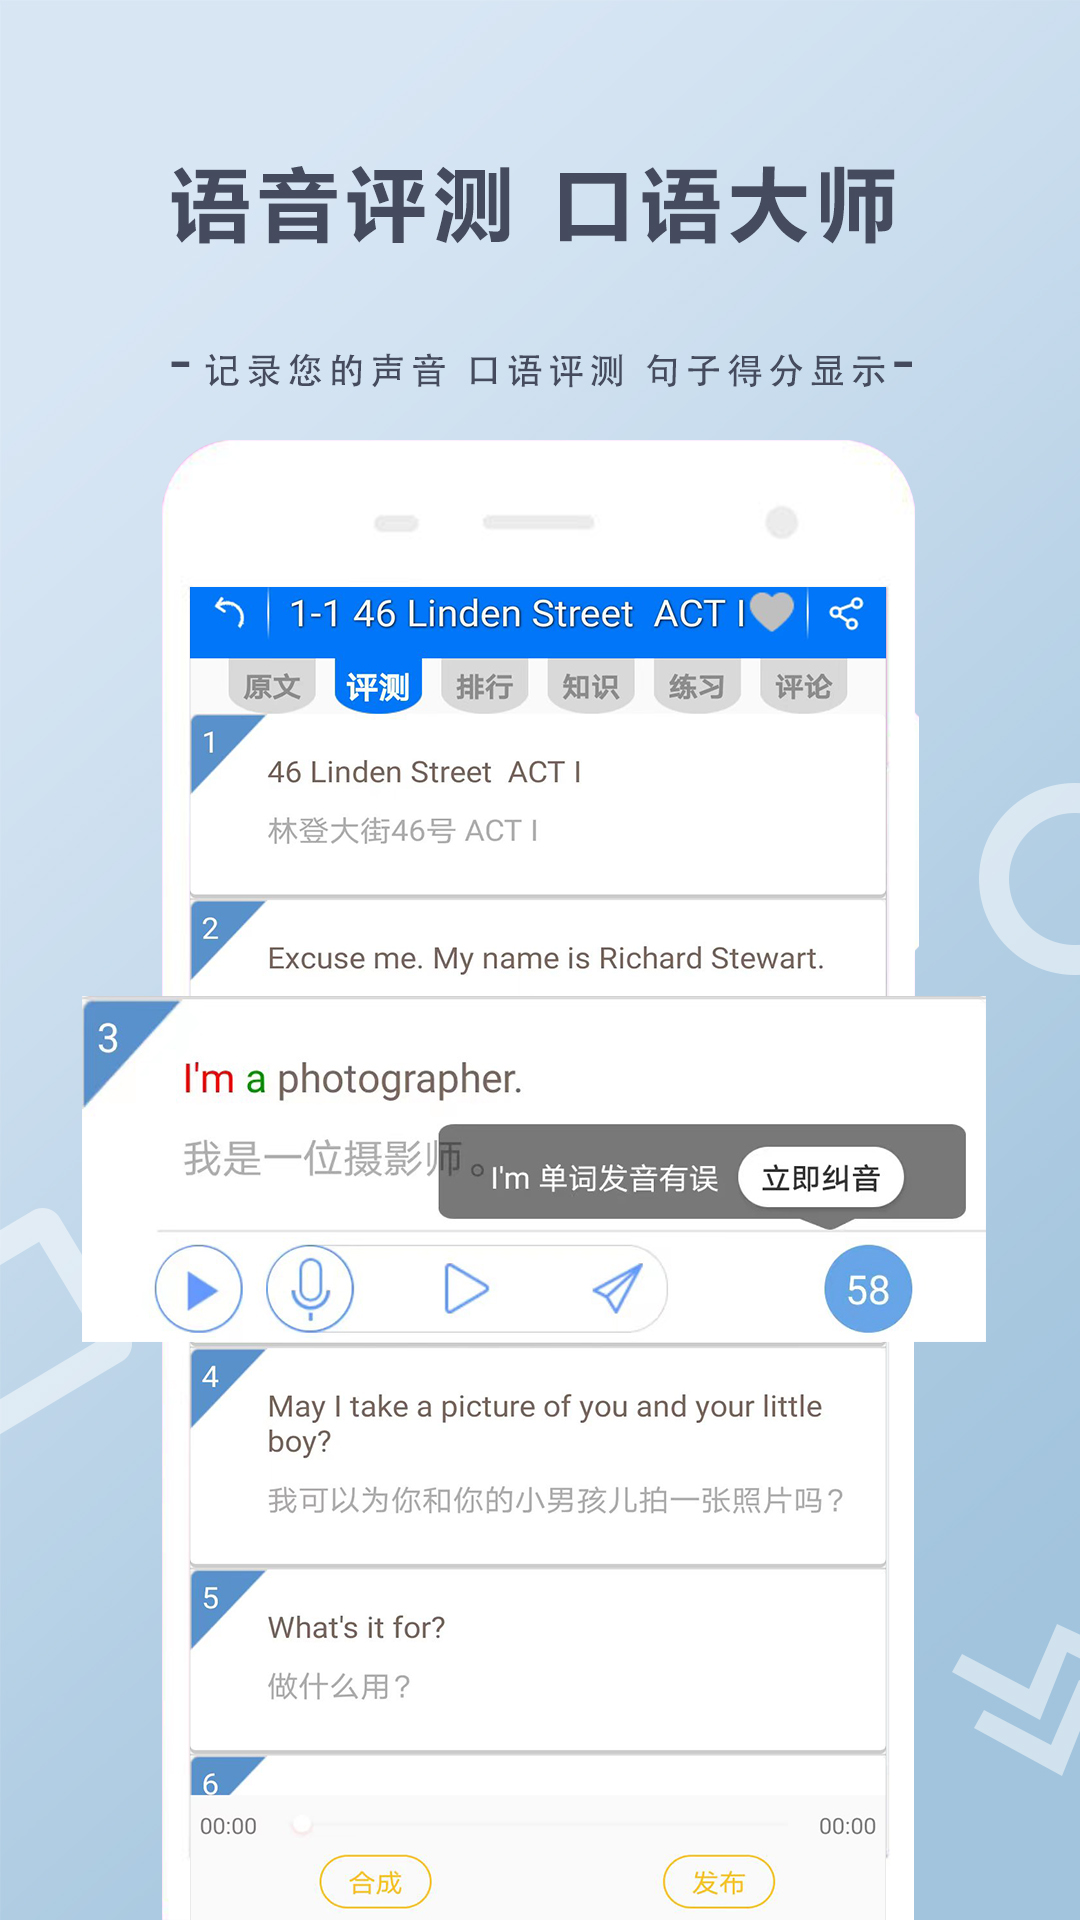 语音评测 口语大师
- 记录您的声音 口语评测 句子得分显示 -
1-1 46 Linden Street ACT I
原文 评测 排行 知识 练习 评论
1
46 Linden Street ACT I
林登大街46号 ACT I
2
Excuse me. My name is Richard Stewart.
3
I'm a photographer.
我是一位摄影师。
I'm 单词发音有误 立即纠音
58
4
May I take a picture of you and your little
boy?
我可以为你和你的小男孩儿拍一张照片吗？
5
What's it for?
做什么用？
6
00:00 00:00
合成 发布